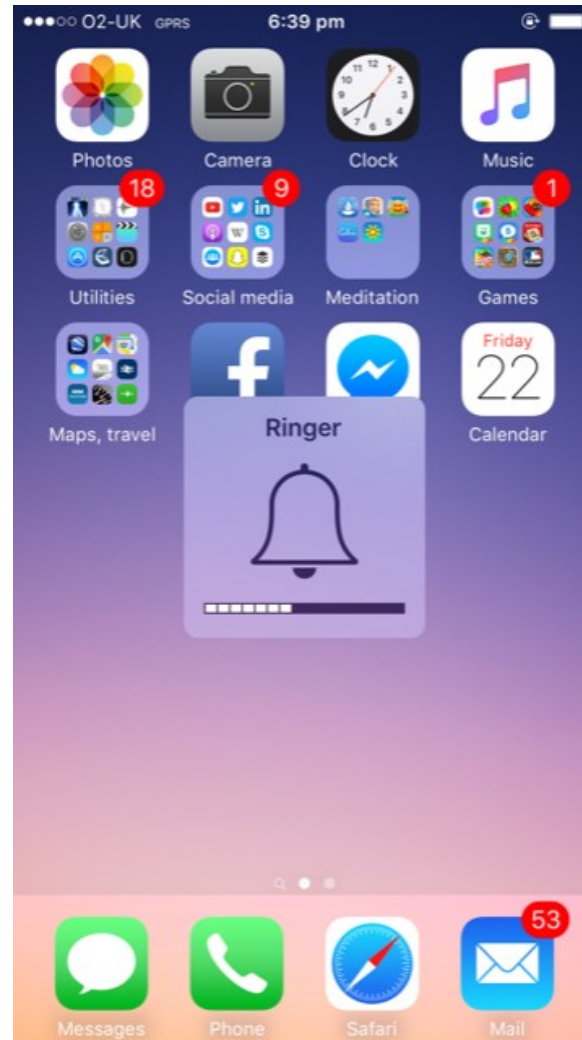 O2-UK GPRS 6:39 pm
Photos Camera Clock Music
18 9 1
Utilities Social media Meditation Games
Friday
22
Maps, travel Calendar
Ringer
53
Messages Phone Safari Mail